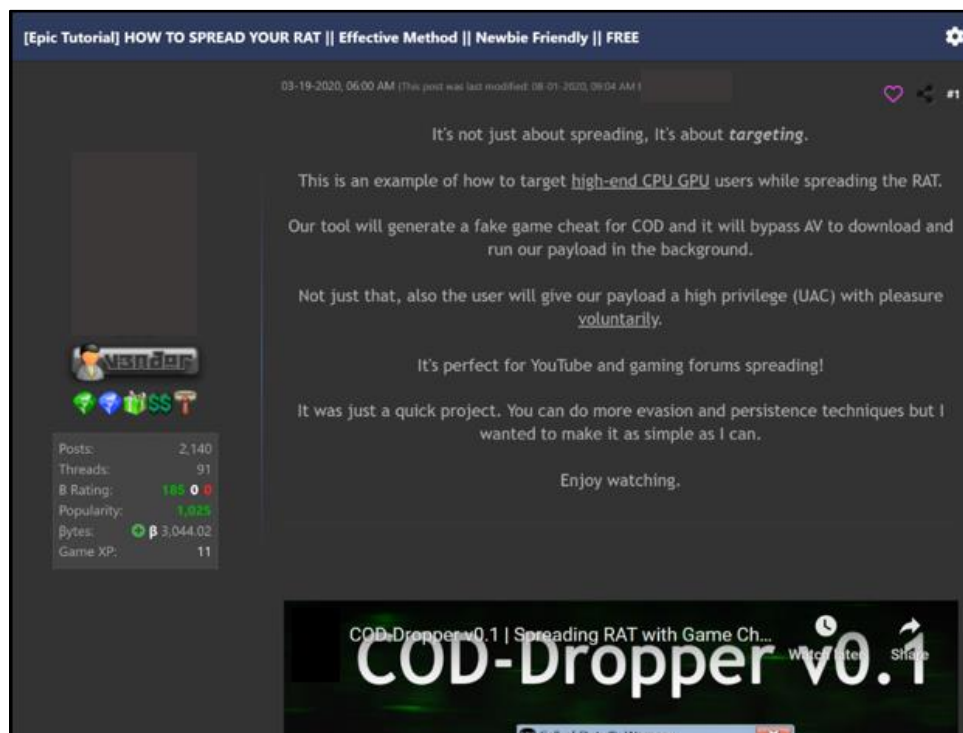 [Epic Tutorial] HOW TO SPREAD YOUR RAT || Effective Method || Newbie Friendly || FREE
03-19-2020, 06:00 AM (This post was last modified: 08-01-2020, 09:04 AM
#1
It's not just about spreading, It's about targeting.
This is an example of how to target high-end CPU GPU users while spreading the RAT.
Our tool will generate a fake game cheat for COD and it will bypass AV to download and
run our payload in the background.
Not just that, also the user will give our payload a high privilege (UAC) with pleasure
voluntarily.
It's perfect for YouTube and gaming forums spreading!
It was just a quick project. You can do more evasion and persistence techniques but I
wanted to make it as simple as I can.
Enjoy watching.
V3nd0r
Posts: 2,140
Threads: 91
B Rating: 185 0 0
Popularity: 1,025
Bytes: β 3,044.02
Game XP: 11
COD-Dropper v0.1 | Spreading RAT with Game Ch...
Watch later
Share
COD-Dropper v0.1